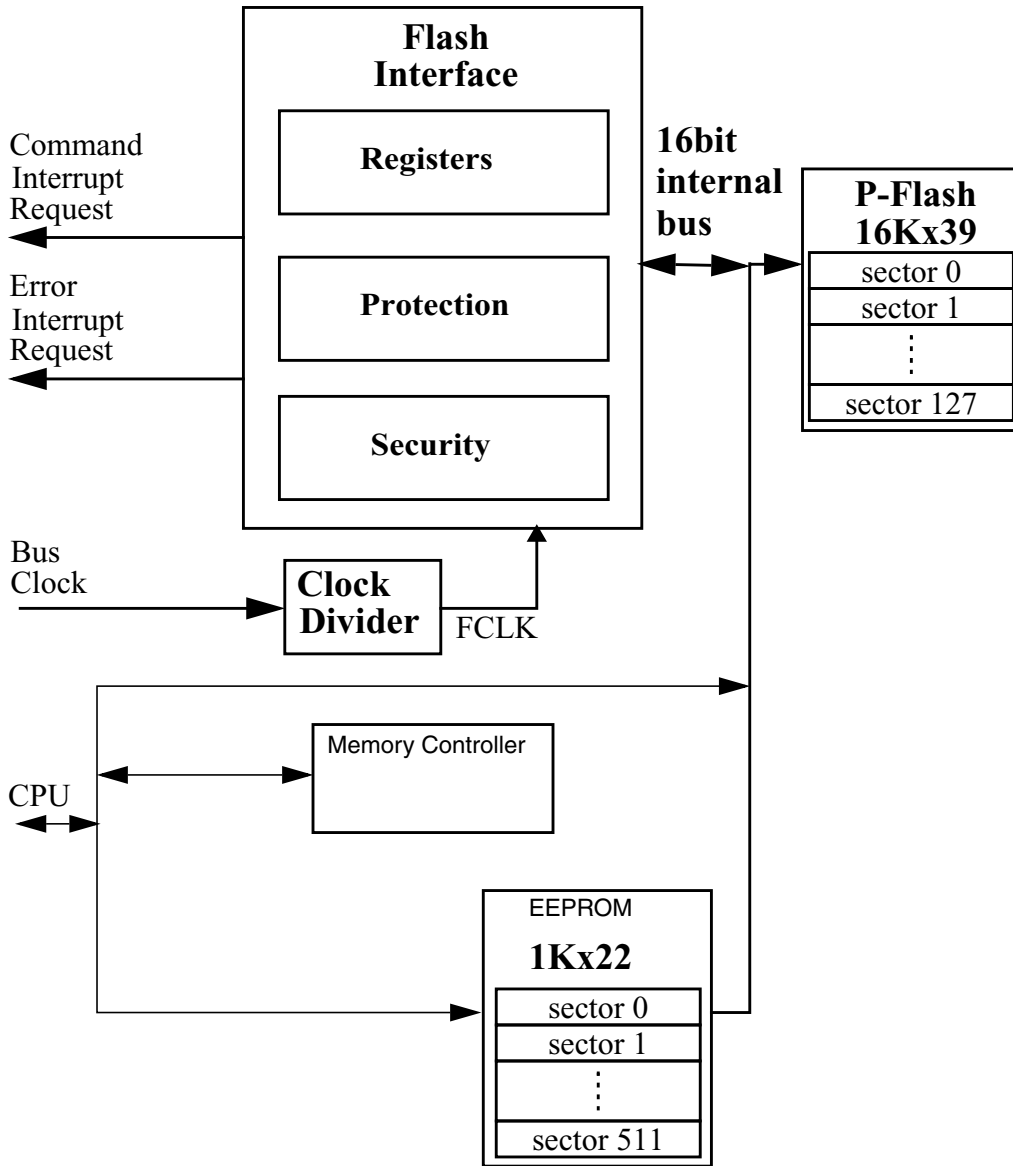 Flash
Interface
Registers
Protection
Security
Command
Interrupt
Request
Error
Interrupt
Request
16bit
internal
bus
P-Flash
16Kx39
sector 0
sector 1
sector 127
Bus
Clock
Clock
Divider
FCLK
Memory Controller
CPU
EEPROM
1Kx22
sector 0
sector 1
sector 511